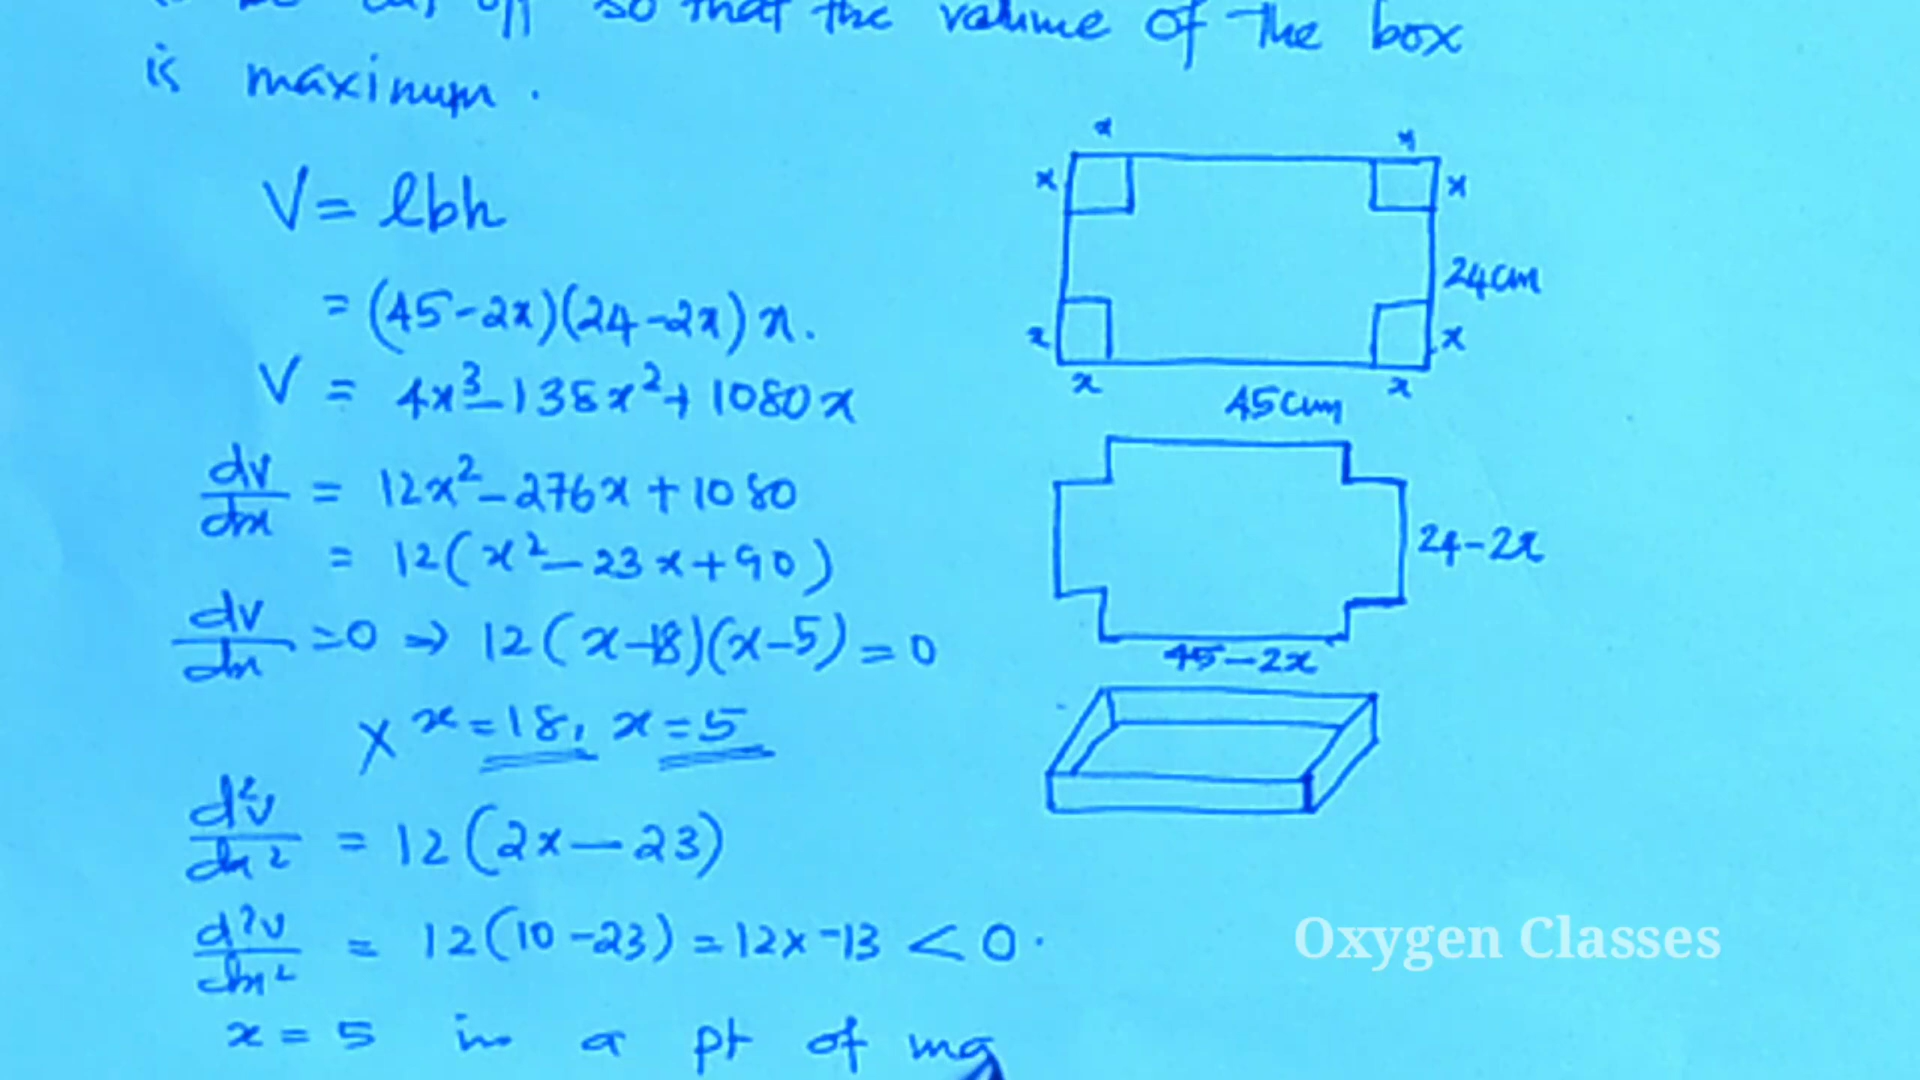 so that the volume of the box
is maximum.
V = lbh
= (45-2x)(24-2x)x.
V = 4x³-138x²+1080x
dv/dx = 12x²-276x+1080
= 12(x²-23x+90)
dv/dx =0 ⇒ 12(x-18)(x-5)=0
X x=18, x=5
d²v/dx² = 12(2x-23)
d²v/dx² = 12(10-23)=12x-13 < 0.
x = 5 is a pt of ma
x x
x x
24cm
x x
x x
45cm
24-2x
45-2x
Oxygen Classes